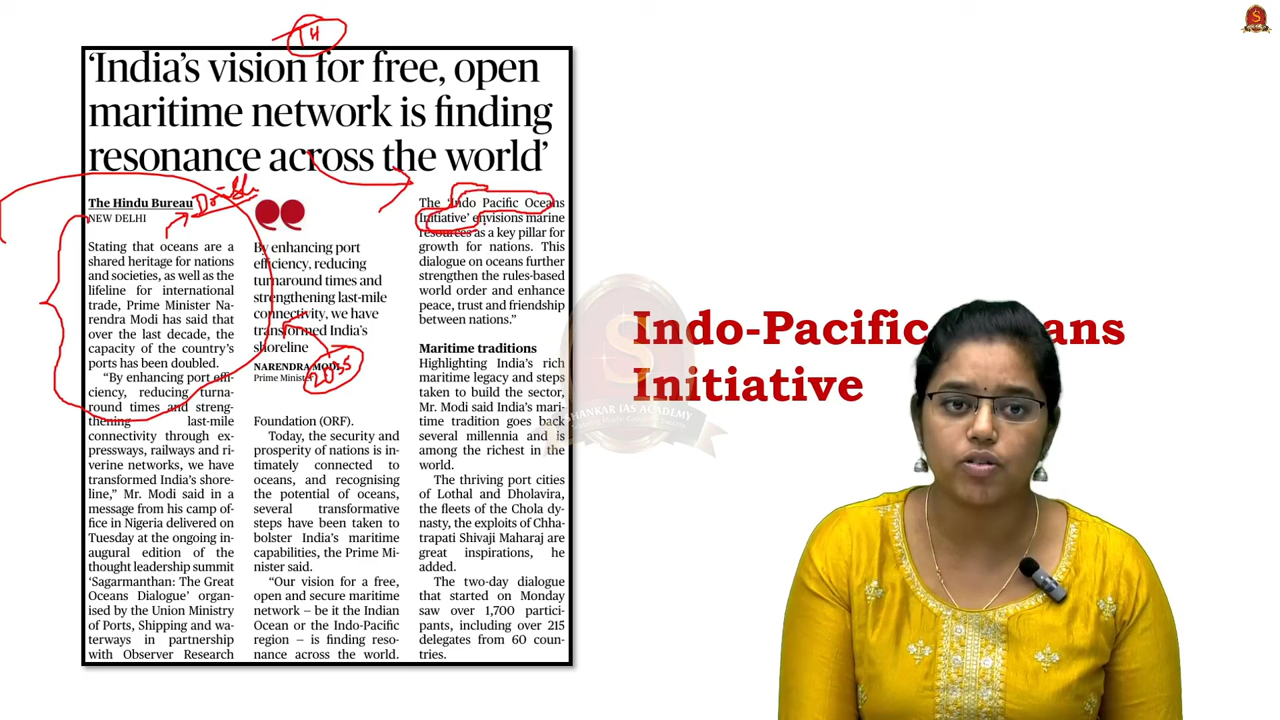 TH
‘India’s vision for free, open
maritime network is finding
resonance across the world’
The Hindu Bureau
NEW DELHI
Double
Stating that oceans are a
shared heritage for nations
and societies, as well as the
lifeline for international
trade, Prime Minister Na-
rendra Modi has said that
over the last decade, the
capacity of the country’s
ports has been doubled.
“By enhancing port effi-
ciency, reducing turna-
round times and streng-
thening last-mile
connectivity through ex-
pressways, railways and ri-
verine networks, we have
transformed India’s shore-
line,” Mr. Modi said in a
message from his camp of-
fice in Nigeria delivered on
Tuesday at the ongoing in-
augural edition of the
thought leadership summit
‘Sagarmanthan: The Great
Oceans Dialogue’ organ-
ised by the Union Ministry
of Ports, Shipping and wa-
terways in partnership
with Observer Research
By enhancing port
efficiency, reducing
turnaround times and
strengthening last-mile
connectivity, we have
transformed India’s
shoreline
NARENDRA MODI,
Prime Minister
Foundation (ORF).
Today, the security and
prosperity of nations is in-
timately connected to
oceans, and recognising
the potential of oceans,
several transformative
steps have been taken to
bolster India’s maritime
capabilities, the Prime Mi-
nister said.
“Our vision for a free,
open and secure maritime
network – be it the Indian
Ocean or the Indo-Pacific
region – is finding reso-
nance across the world.
The ‘Indo Pacific Oceans
Initiative’ envisions marine
resources as a key pillar for
growth for nations. This
dialogue on oceans further
strengthen the rules-based
world order and enhance
peace, trust and friendship
between nations.”
Maritime traditions
Highlighting India’s rich
maritime legacy and steps
taken to build the sector,
Mr. Modi said India’s mari-
time tradition goes back
several millennia and is
among the richest in the
world.
The thriving port cities
of Lothal and Dholavira,
the fleets of the Chola dy-
nasty, the exploits of Chha-
trapati Shivaji Maharaj are
great inspirations, he
added.
The two-day dialogue
that started on Monday
saw over 1,700 partici-
pants, including over 215
delegates from 60 coun-
tries.
Indo-Pacific ans
Initiative
SHANKAR IAS ACADEMY